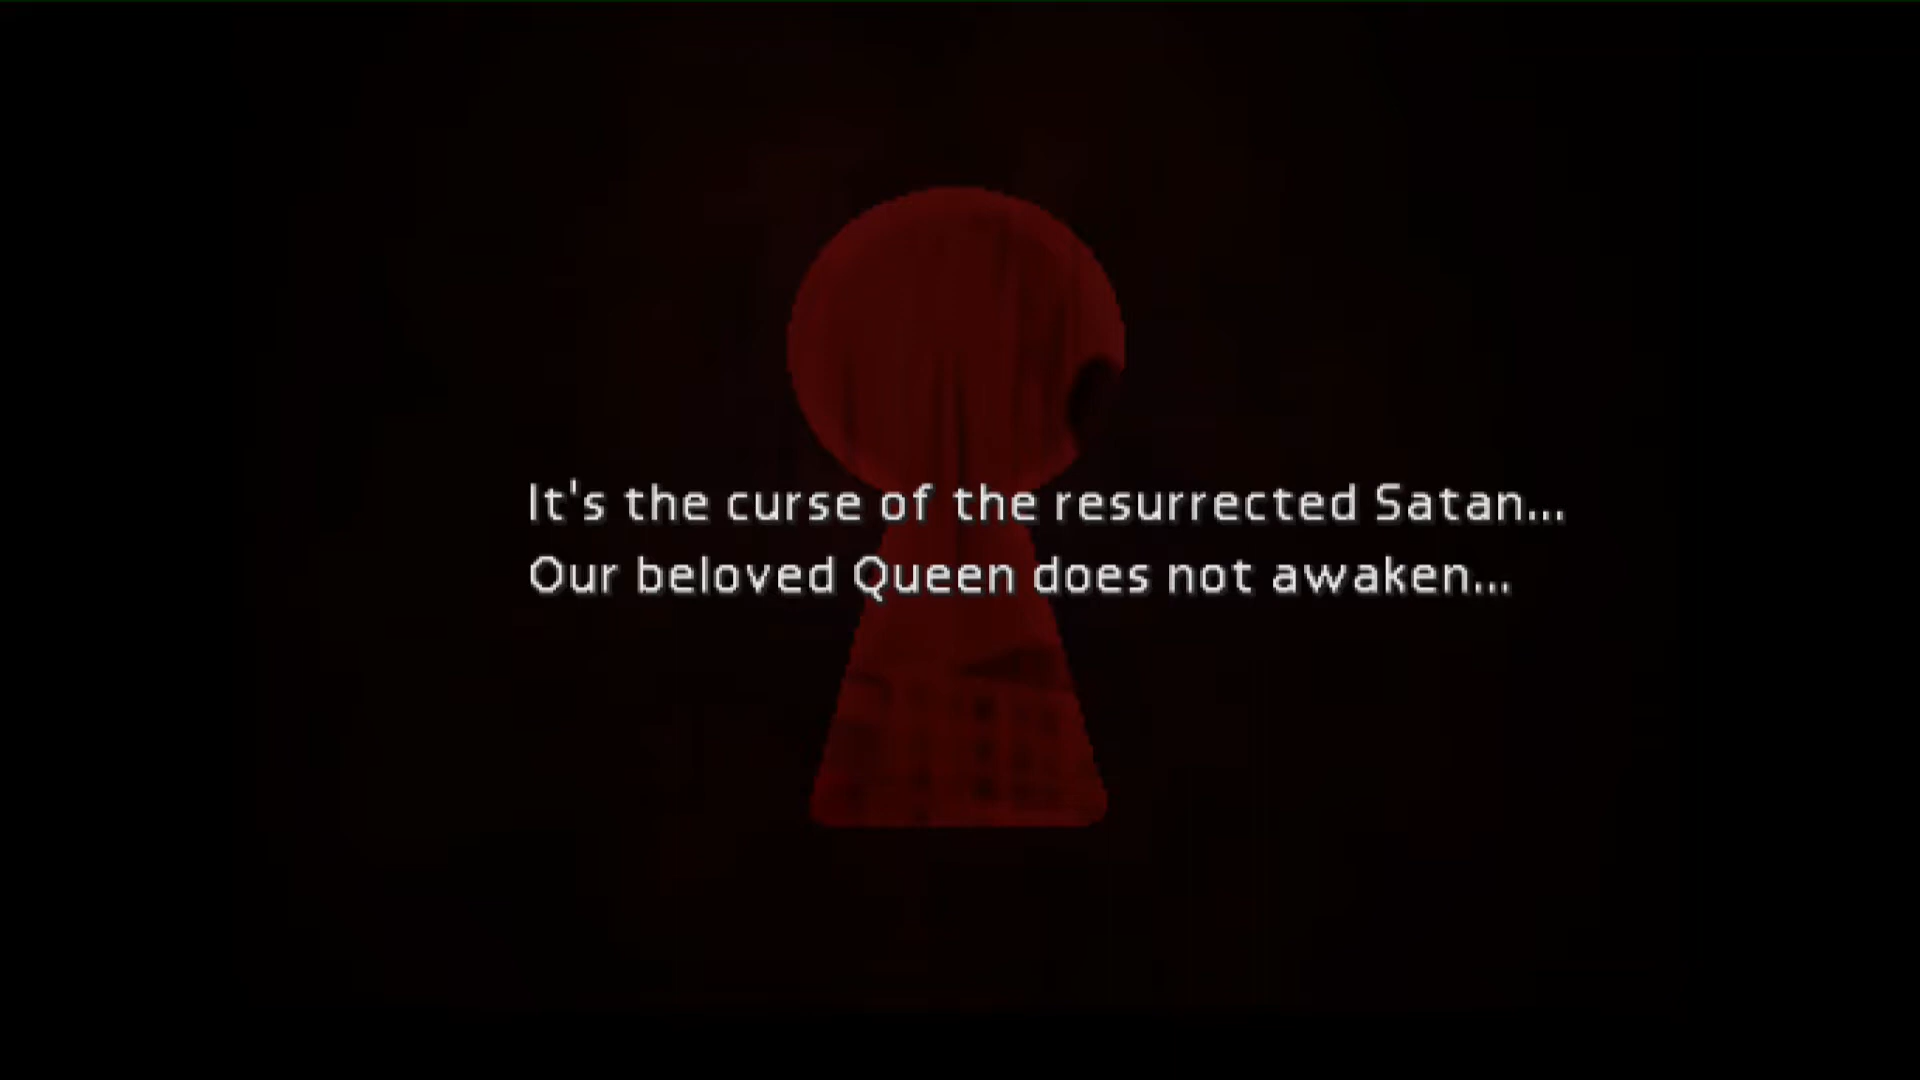 It's the curse of the resurrected Satan...
Our beloved Queen does not awaken...